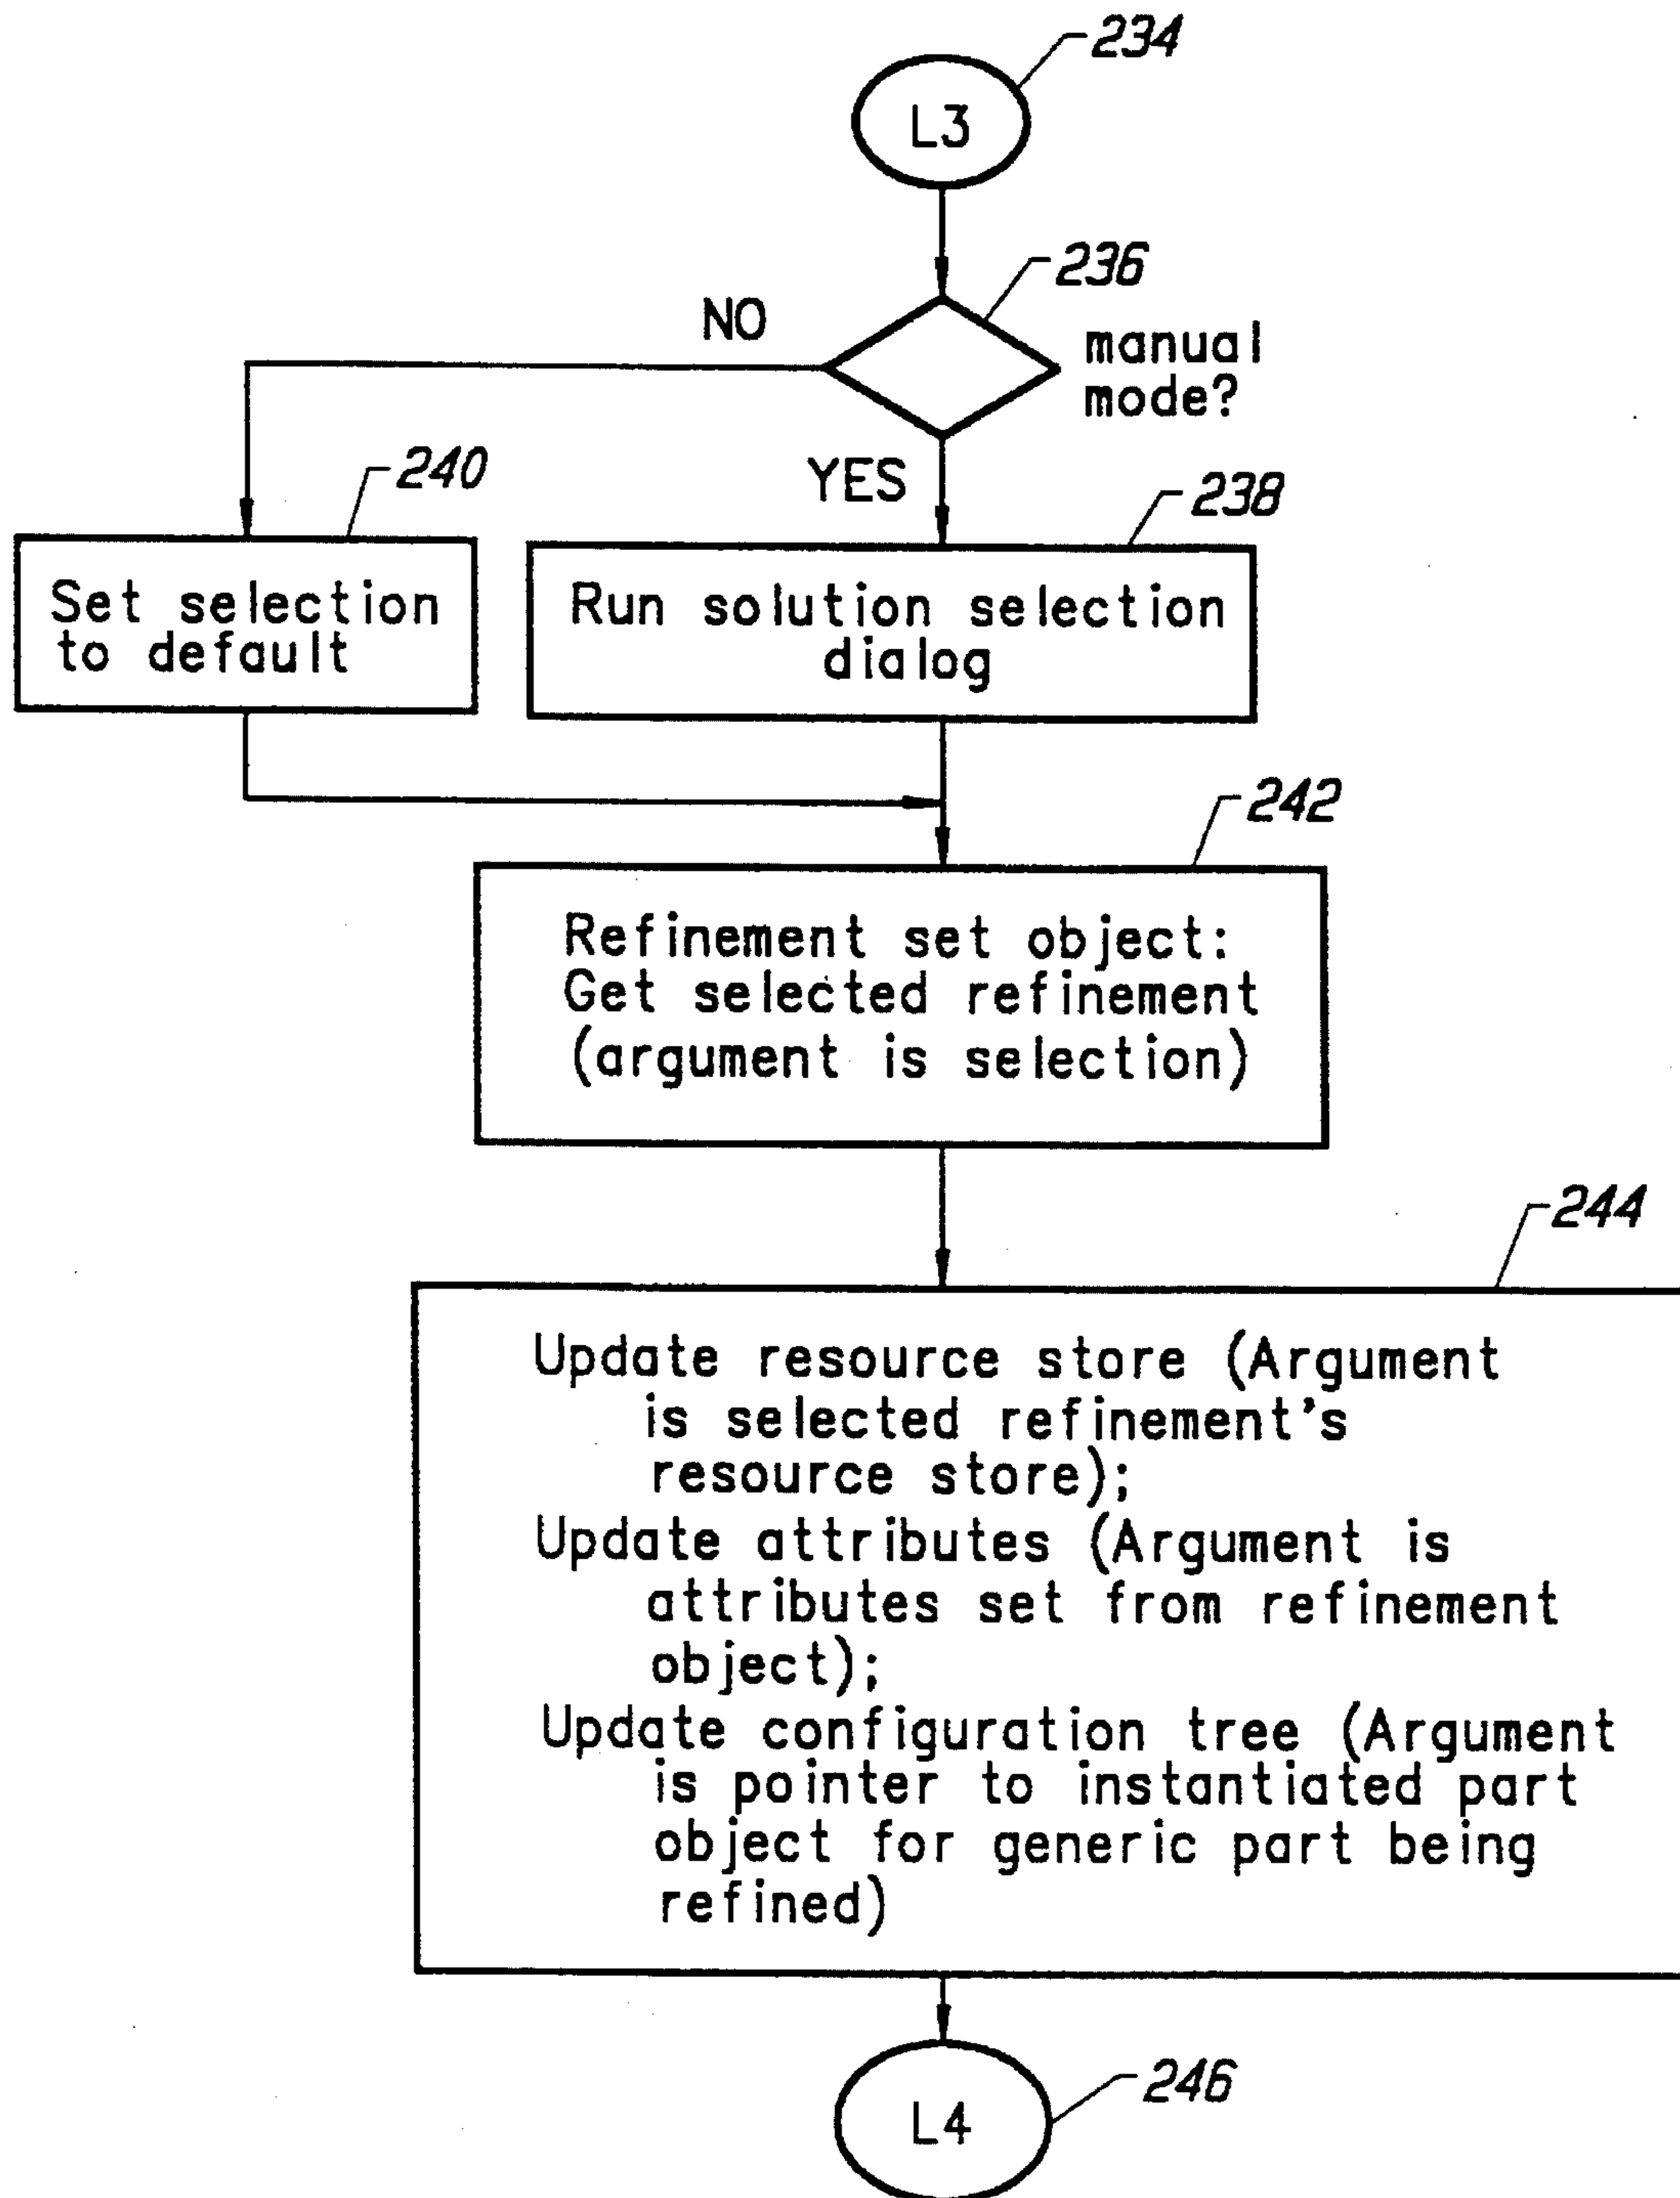 234
L3
236
NO
manual
mode?
240
YES
238
Set selection
to default
Run solution selection
dialog
242
Refinement set object:
Get selected refinement
(argument is selection)
244
Update resource store (Argument
is selected refinement's
resource store);
Update attributes (Argument is
attributes set from refinement
object);
Update configuration tree (Argument
is pointer to instantiated part
object for generic part being
refined)
246
L4